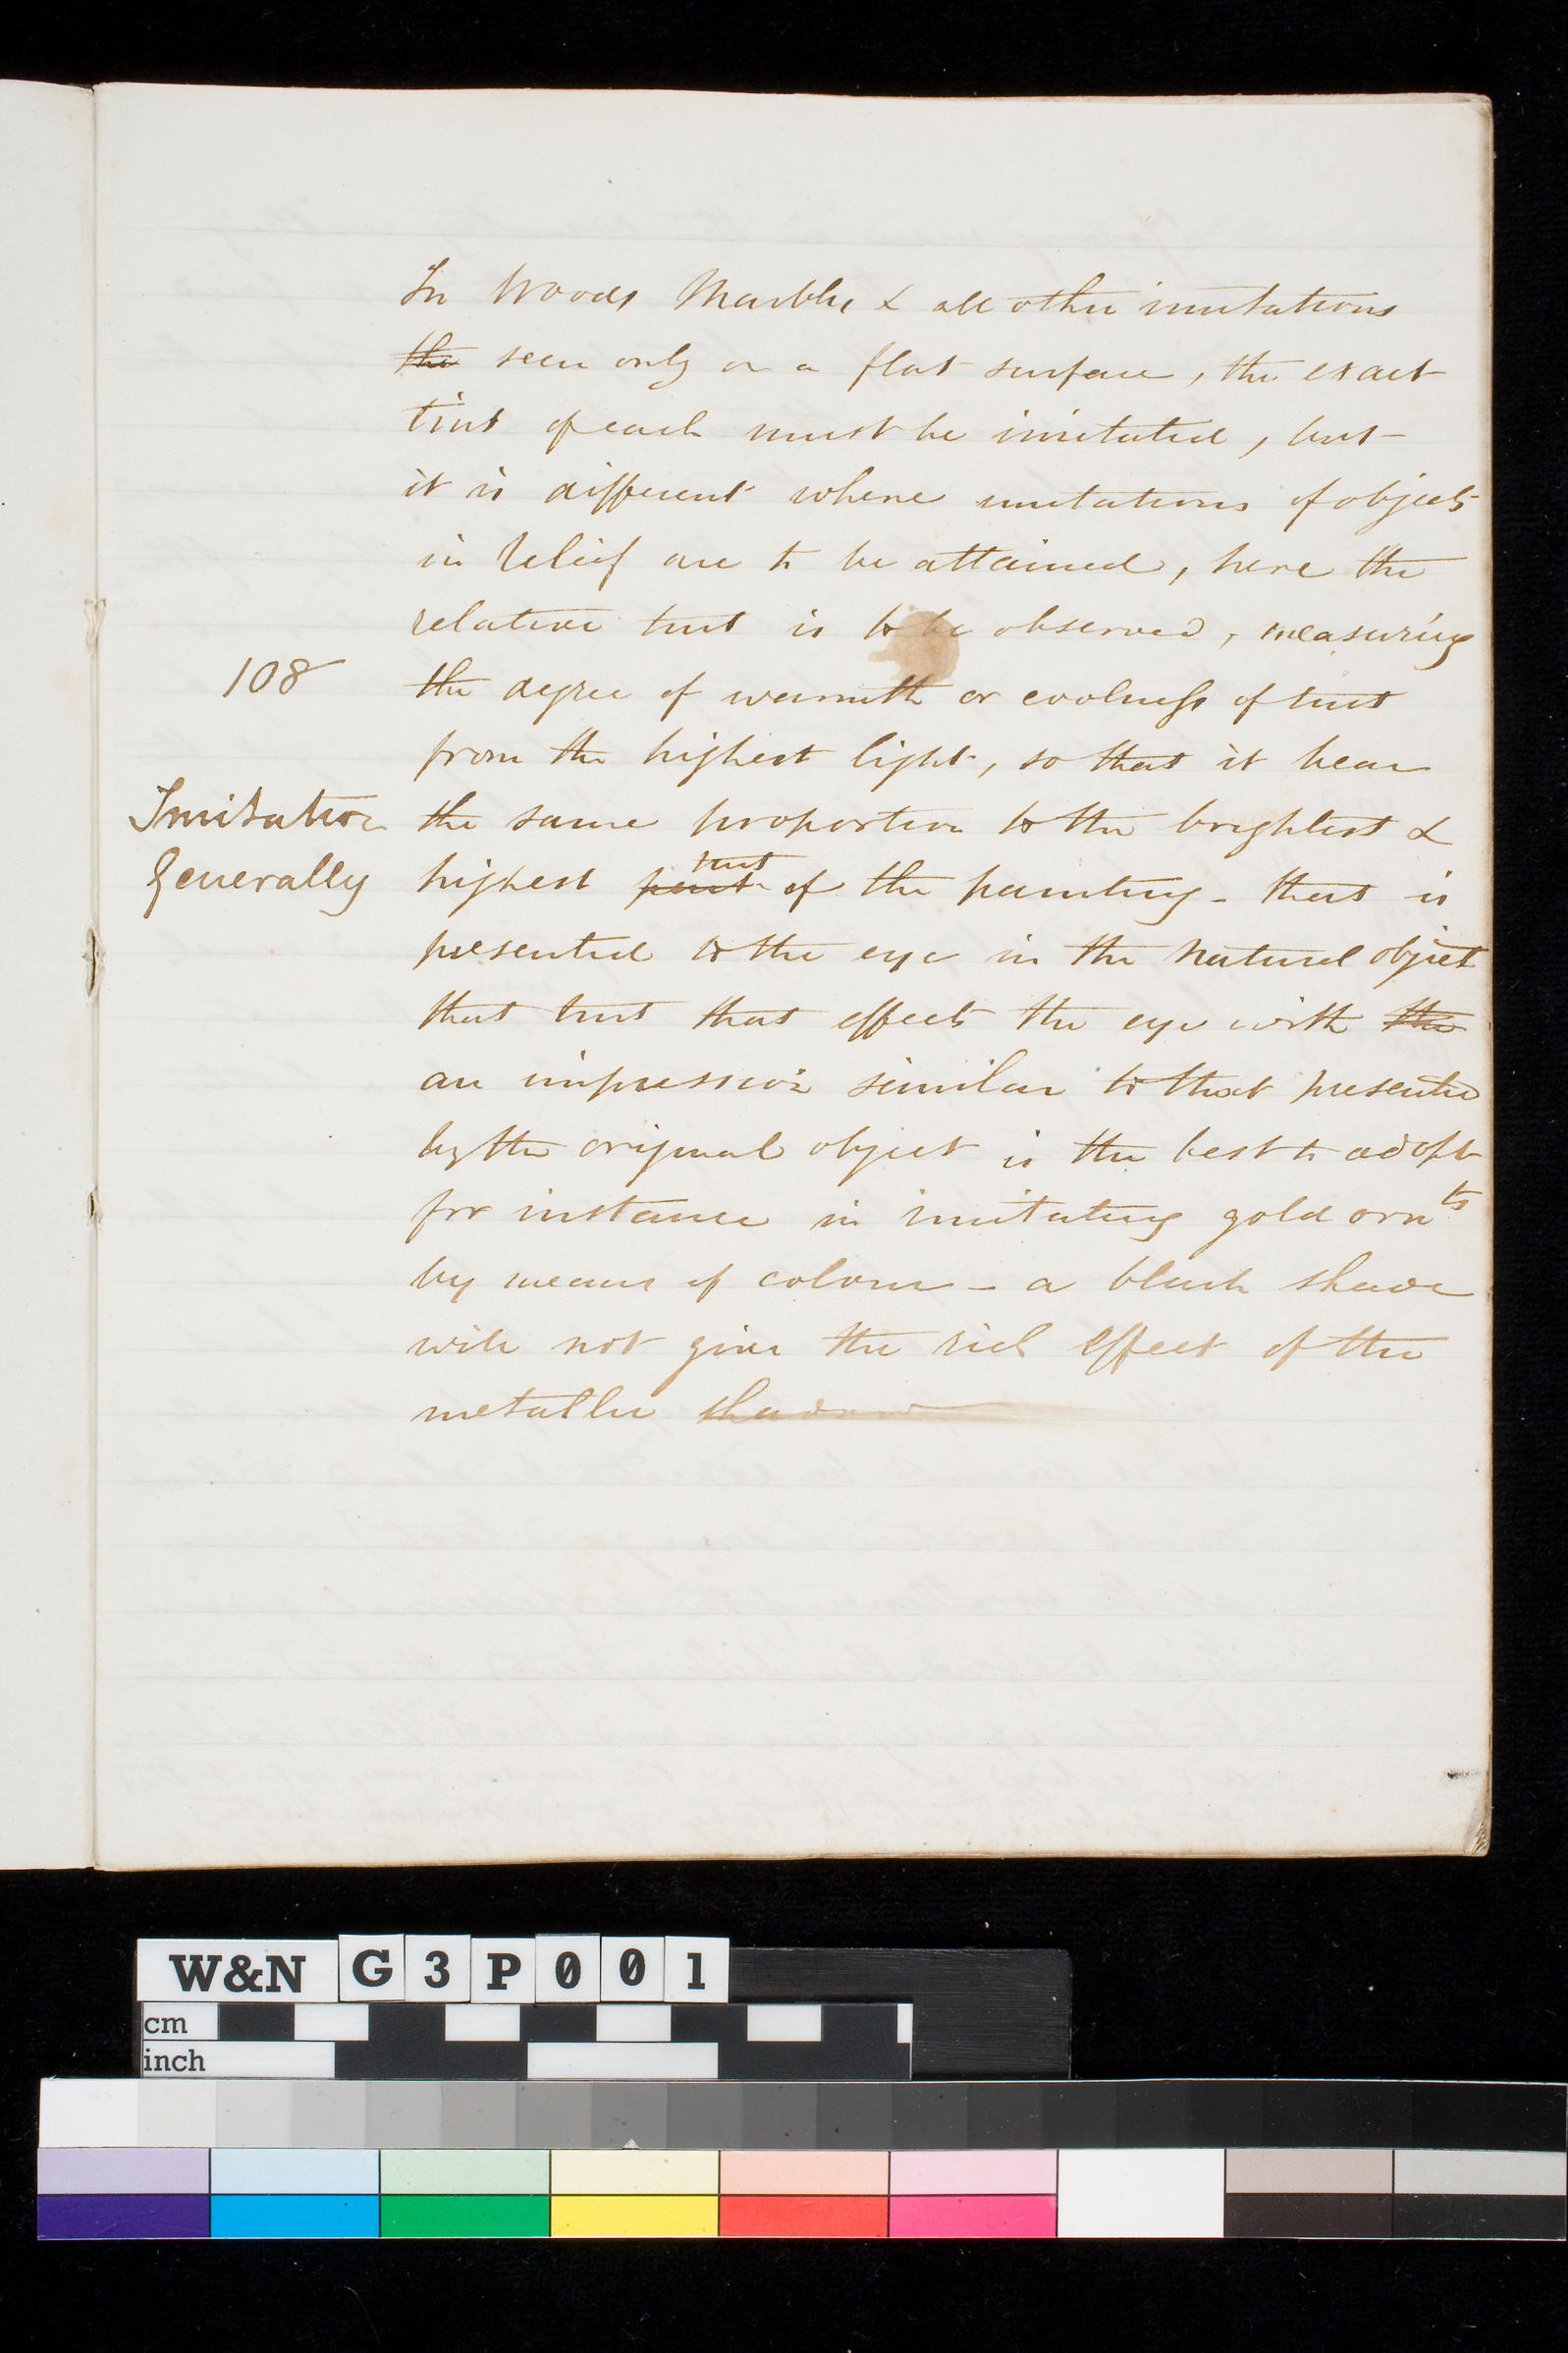 In Woods Marbles & all other imitations
the seen only on a flat surface, the exact
tint of each must be imitated, but
it is different where imitations of objects
in relief are to be attained, here the
relative tint is to be observed, measuring
108
the degree of warmth or coolness of tint
from the highest light, so that it bear
Imitation
Generally
the same proportion to the brightest &
tint
highest part of the painting - that is
presented to the eye in the natural object
that tint that effects the eye with the
an impression similar to that presented
by the original object is the best to adopt
for instance in imitating gold ornts
by means of colour - a black shade
will not give the rich effect of the
metallic shadow
W&N G3P001
cm
inch